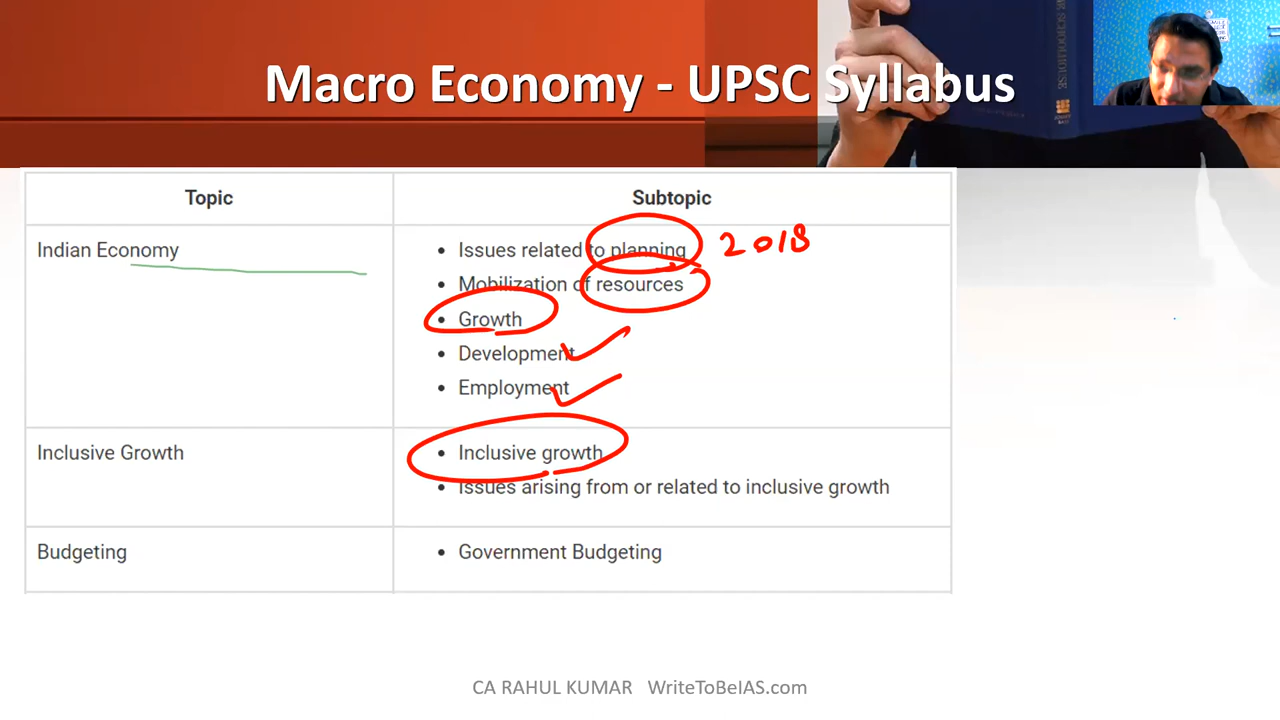 Macro Economy - UPSC Syllabus
Topic
Subtopic
Indian Economy
• Issues related to planning
2018
• Mobilization of resources
• Growth
• Development
• Employment
Inclusive Growth
• Inclusive growth
• Issues arising from or related to inclusive growth
Budgeting
• Government Budgeting
CA RAHUL KUMAR WriteToBeIAS.com